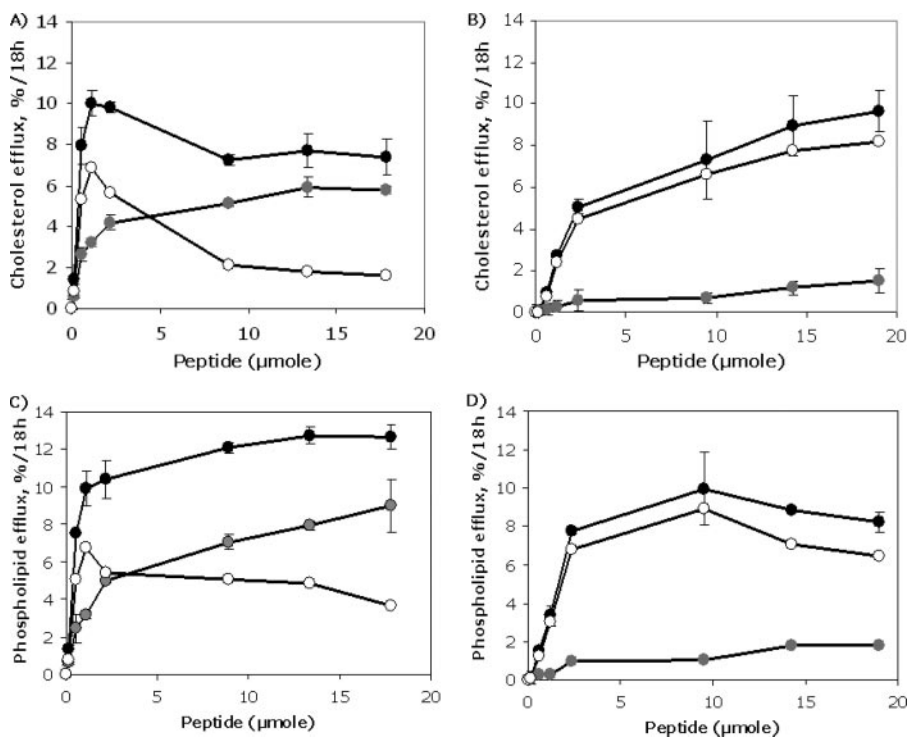 A)
Cholesterol efflux, %/18h
14
12
10
8
6
4
2
0
0 5 10 15 20
Peptide (μmole)
B)
Cholesterol efflux, %/18h
14
12
10
8
6
4
2
0
0 5 10 15 20
Peptide (μmole)
C)
Phospholipid efflux, %/18h
14
12
10
8
6
4
2
0
0 5 10 15 20
Peptide (μmole)
D)
Phospholipid efflux, %/18h
14
12
10
8
6
4
2
0
0 5 10 15 20
Peptide (μmole)